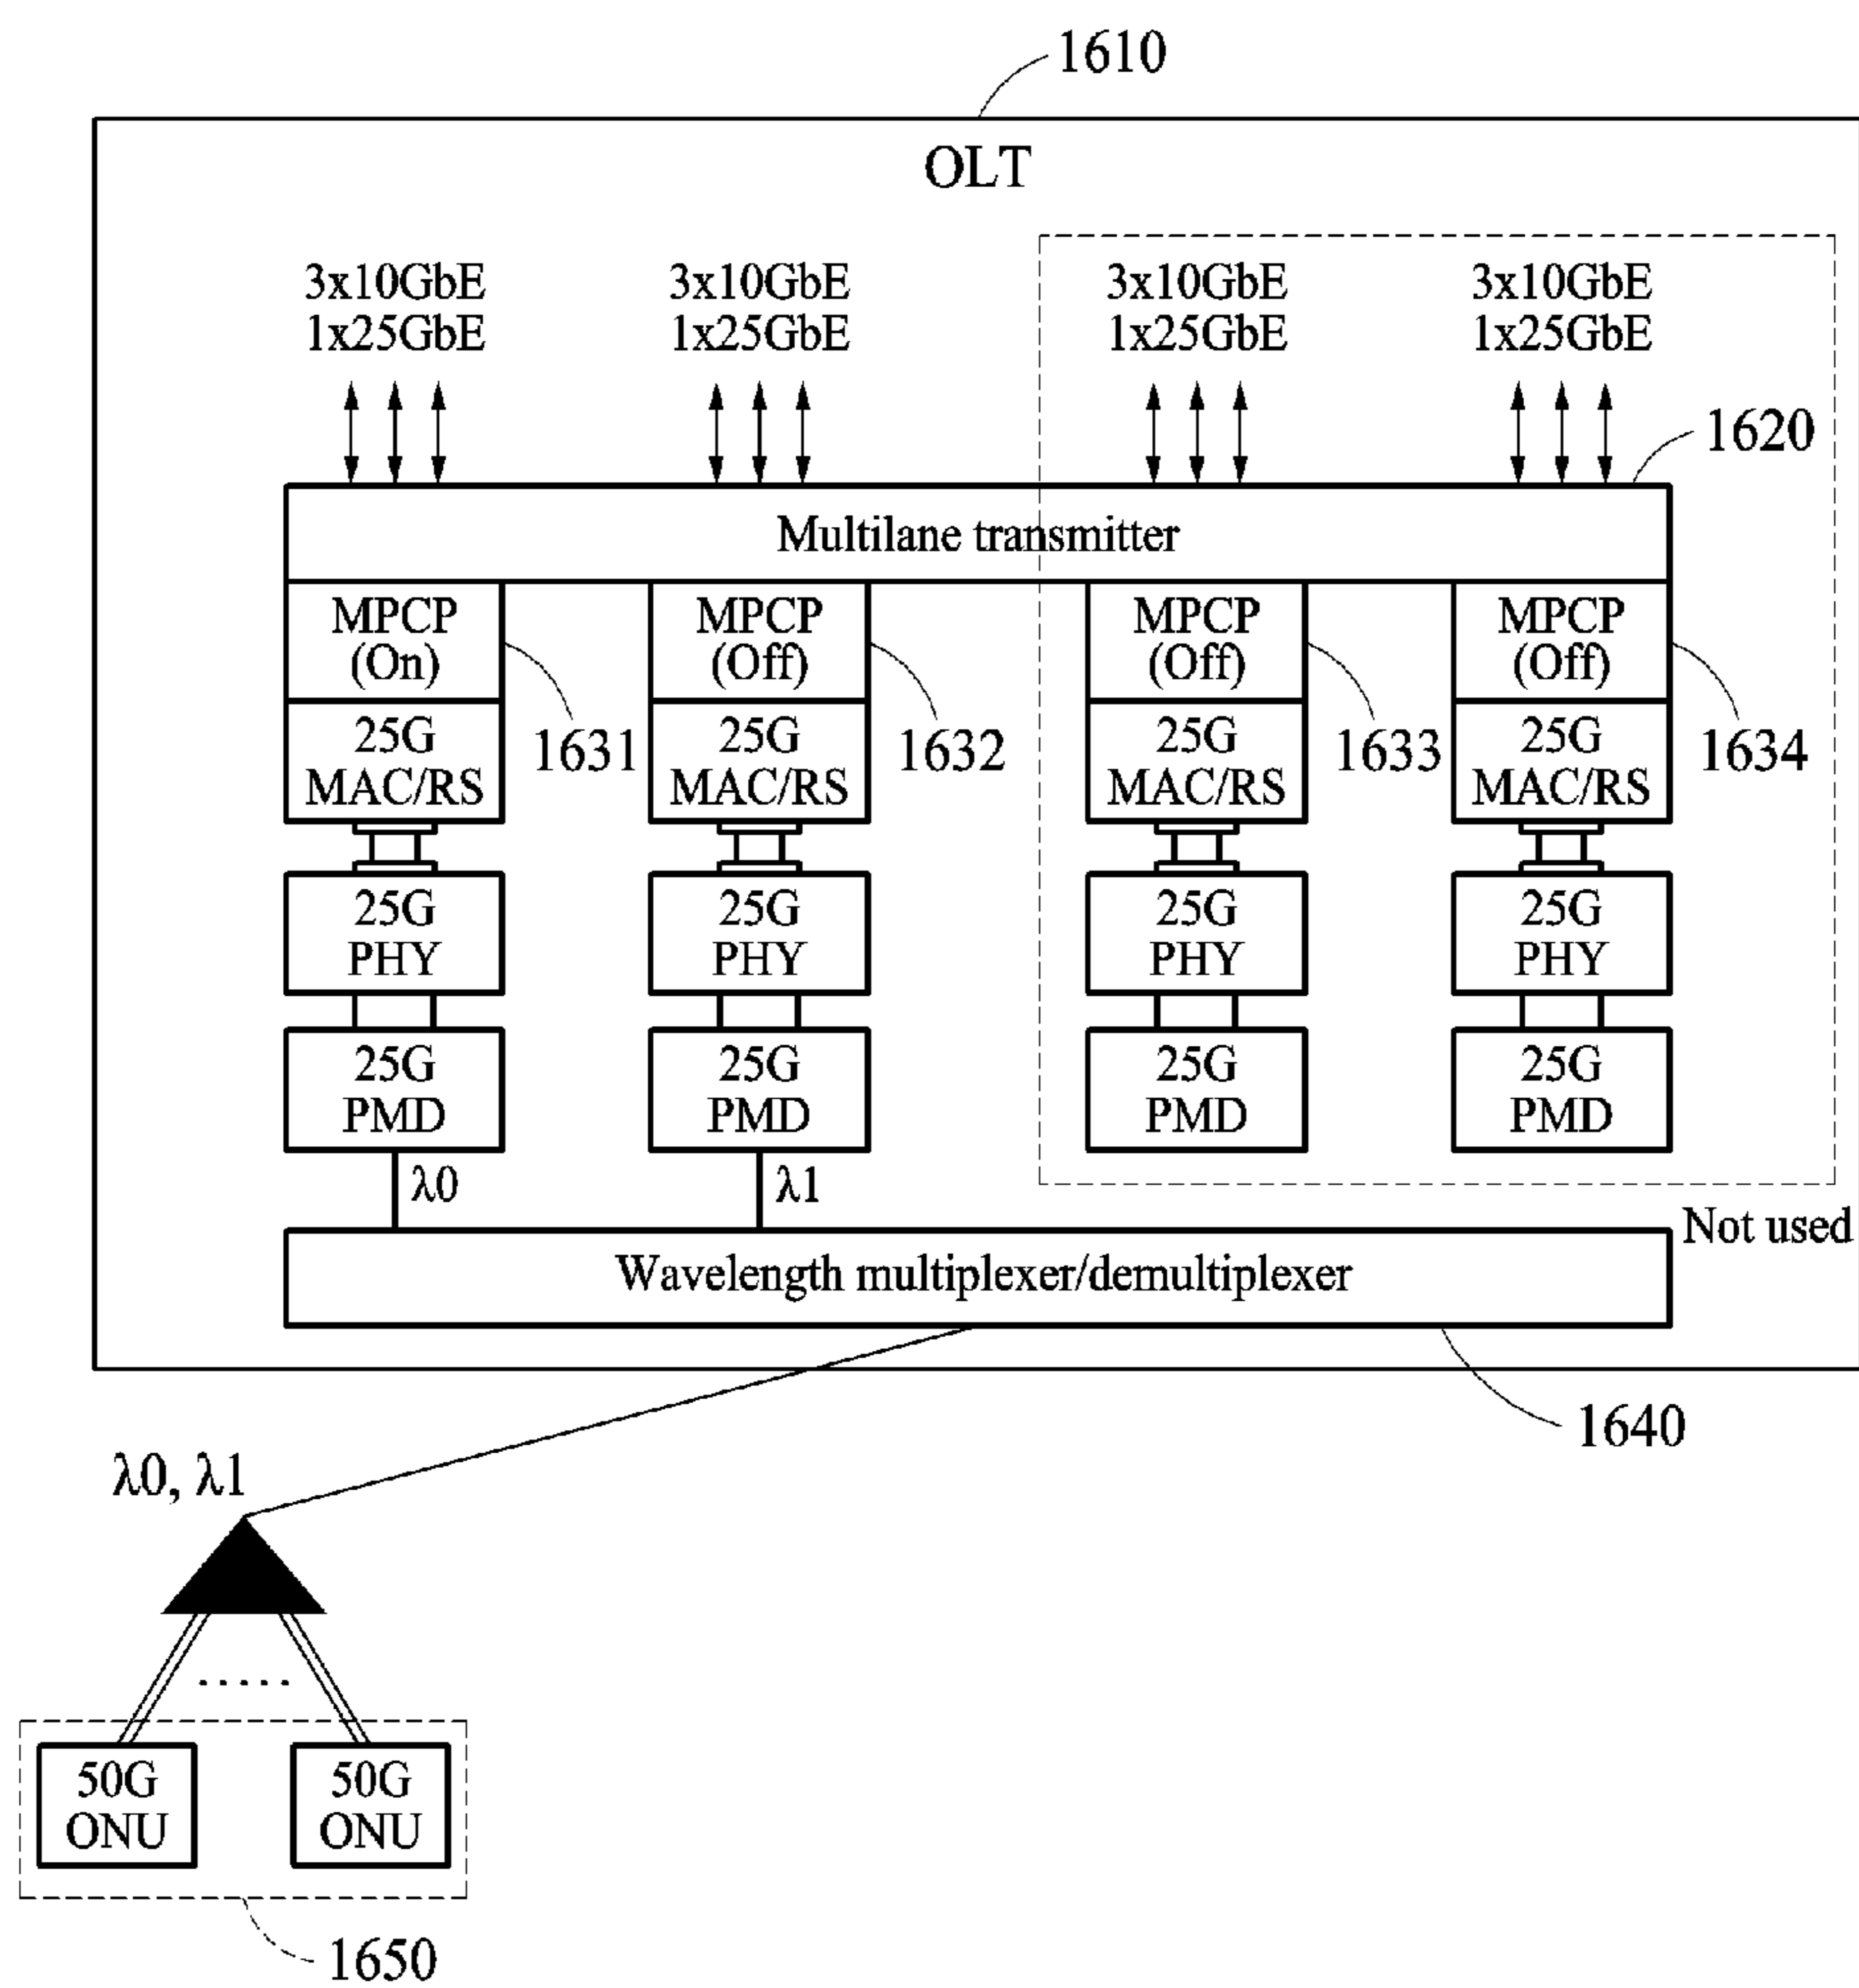 1610
OLT
3x10GbE 3x10GbE 3x10GbE 3x10GbE
1x25GbE 1x25GbE 1x25GbE 1x25GbE
1620
Multilane transmitter
MPCP MPCP MPCP MPCP
(On) (Off) (Off) (Off)
25G 25G 25G 25G
1631 1632 1633 1634
MAC/RS MAC/RS MAC/RS MAC/RS
25G 25G 25G 25G
PHY PHY PHY PHY
25G 25G 25G 25G
PMD PMD PMD PMD
λ0 λ1
Not used
Wavelength multiplexer/demultiplexer
1640
λ0, λ1
.....
50G 50G
ONU ONU
1650